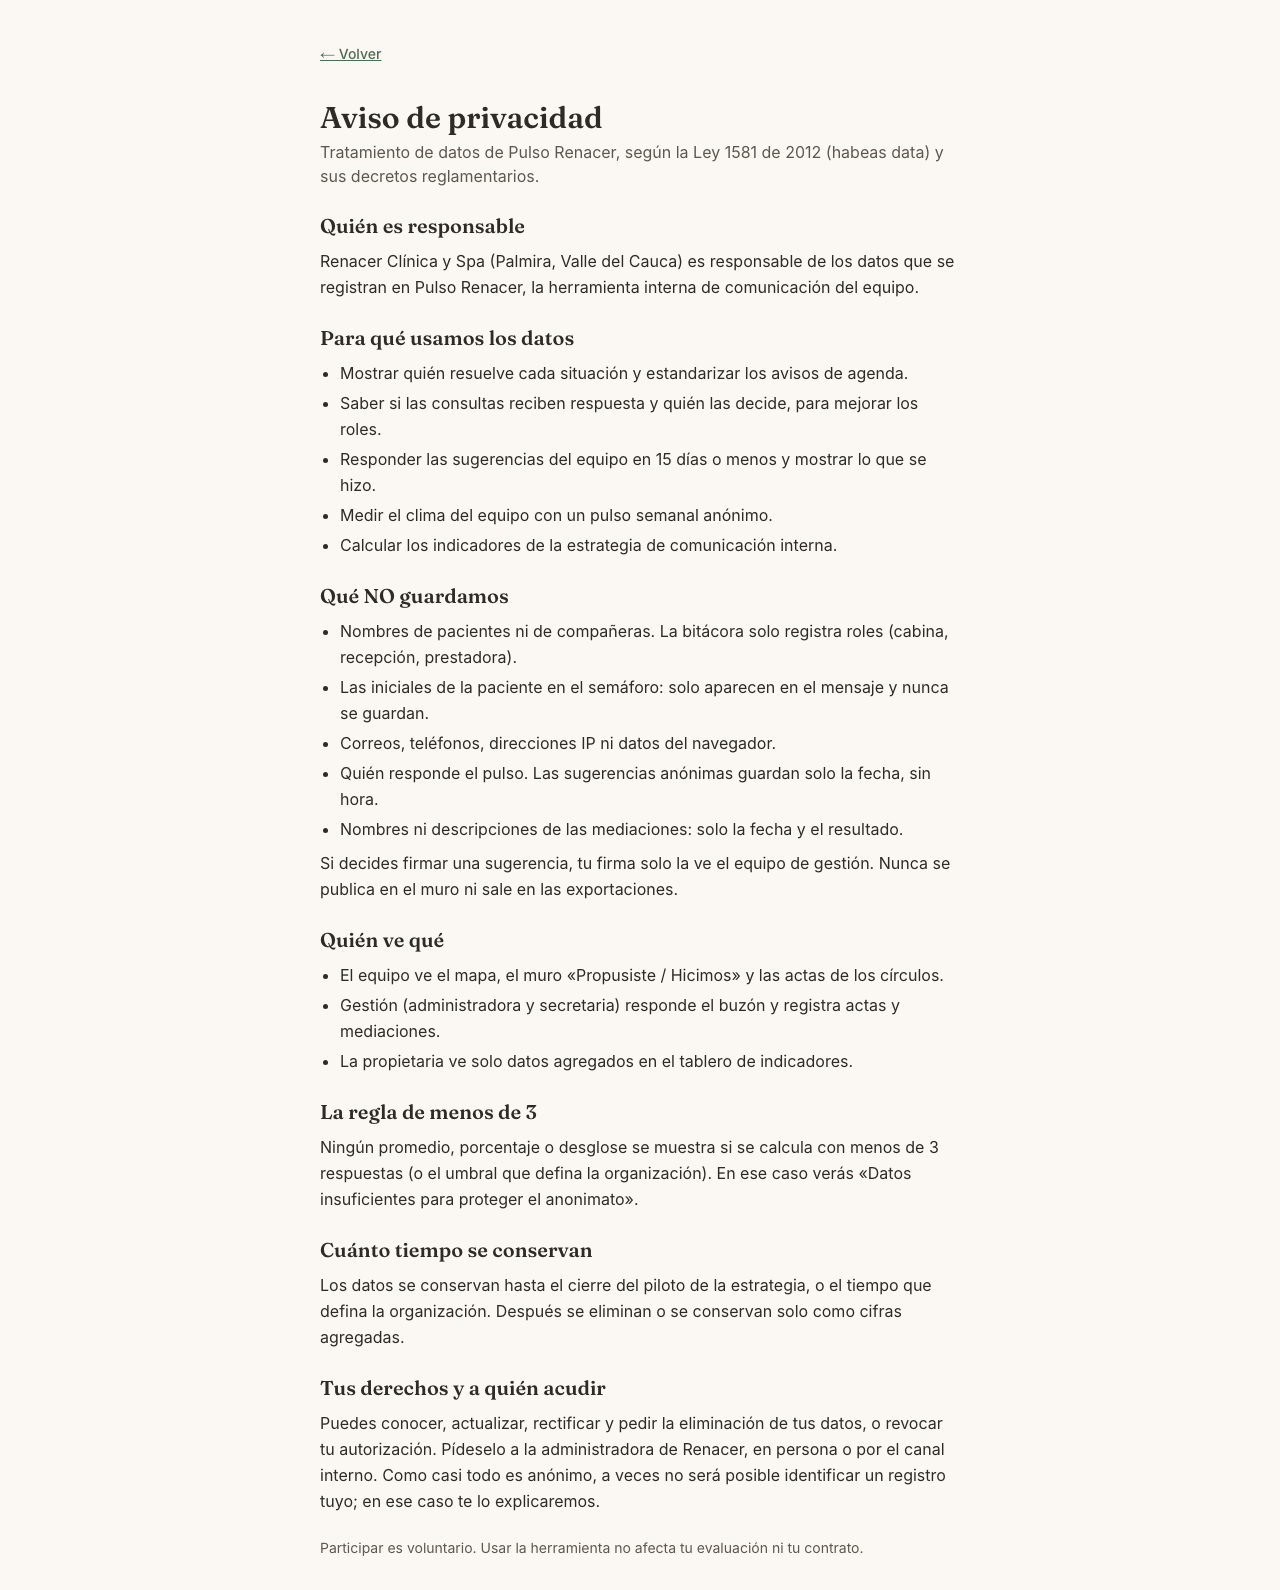 ← Volver
Aviso de privacidad
Tratamiento de datos de Pulso Renacer, según la Ley 1581 de 2012 (habeas data) y
sus decretos reglamentarios.
Quién es responsable
Renacer Clínica y Spa (Palmira, Valle del Cauca) es responsable de los datos que se
registran en Pulso Renacer, la herramienta interna de comunicación del equipo.
Para qué usamos los datos
• Mostrar quién resuelve cada situación y estandarizar los avisos de agenda.
• Saber si las consultas reciben respuesta y quién las decide, para mejorar los
roles.
• Responder las sugerencias del equipo en 15 días o menos y mostrar lo que se
hizo.
• Medir el clima del equipo con un pulso semanal anónimo.
• Calcular los indicadores de la estrategia de comunicación interna.
Qué NO guardamos
• Nombres de pacientes ni de compañeras. La bitácora solo registra roles (cabina,
recepción, prestadora).
• Las iniciales de la paciente en el semáforo: solo aparecen en el mensaje y nunca
se guardan.
• Correos, teléfonos, direcciones IP ni datos del navegador.
• Quién responde el pulso. Las sugerencias anónimas guardan solo la fecha, sin
hora.
• Nombres ni descripciones de las mediaciones: solo la fecha y el resultado.
Si decides firmar una sugerencia, tu firma solo la ve el equipo de gestión. Nunca se
publica en el muro ni sale en las exportaciones.
Quién ve qué
• El equipo ve el mapa, el muro «Propusiste / Hicimos» y las actas de los círculos.
• Gestión (administradora y secretaria) responde el buzón y registra actas y
mediaciones.
• La propietaria ve solo datos agregados en el tablero de indicadores.
La regla de menos de 3
Ningún promedio, porcentaje o desglose se muestra si se calcula con menos de 3
respuestas (o el umbral que defina la organización). En ese caso verás «Datos
insuficientes para proteger el anonimato».
Cuánto tiempo se conservan
Los datos se conservan hasta el cierre del piloto de la estrategia, o el tiempo que
defina la organización. Después se eliminan o se conservan solo como cifras
agregadas.
Tus derechos y a quién acudir
Puedes conocer, actualizar, rectificar y pedir la eliminación de tus datos, o revocar
tu autorización. Pídeselo a la administradora de Renacer, en persona o por el canal
interno. Como casi todo es anónimo, a veces no será posible identificar un registro
tuyo; en ese caso te lo explicaremos.
Participar es voluntario. Usar la herramienta no afecta tu evaluación ni tu contrato.